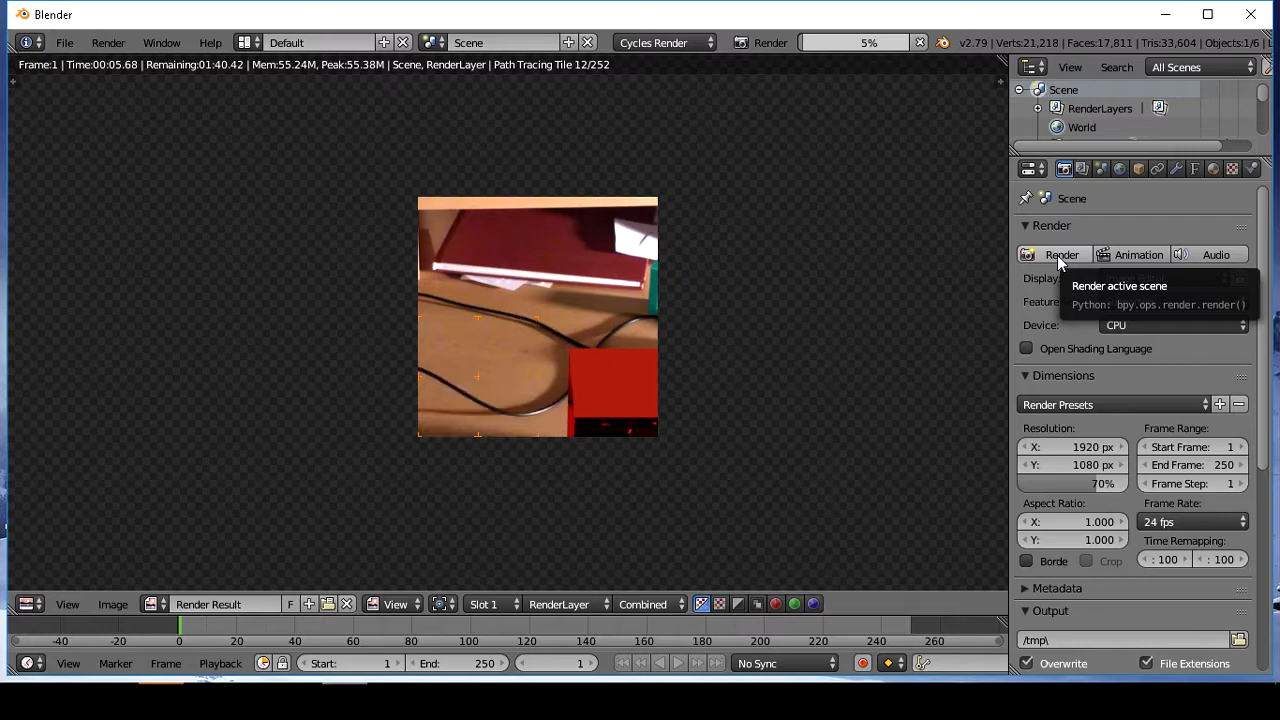 Blender
File Render Window Help Default Scene Cycles Render Render 5% v2.79 | Verts:21,218 | Faces:17,811 | Tris:33,604 | Objects:1/6 | L
Frame:1 | Time:00:05.68 | Remaining:01:40.42 | Mem:55.24M, Peak:55.38M | Scene, RenderLayer | Path Tracing Tile 12/252
View Search All Scenes
Scene
RenderLayers |
World
Scene
Render
Render Animation Audio
Display:
Render active scene
Featur
Python: bpy.ops.render.render()
Device: CPU
Open Shading Language
Dimensions
Render Presets
Resolution: Frame Range:
X: 1920 px Start Frame: 1
Y: 1080 px End Frame: 250
70% Frame Step: 1
Aspect Ratio: Frame Rate:
X: 1.000 24 fps
Y: 1.000 Time Remapping:
Borde Crop : 100 : 100
Metadata
Output
/tmp\
Overwrite File Extensions
View Image Render Result F View Slot 1 RenderLayer Combined
-40 -20 0 20 40 60 80 100 120 140 160 180 200 220 240 260
View Marker Frame Playback Start: 1 End: 250 1 No Sync